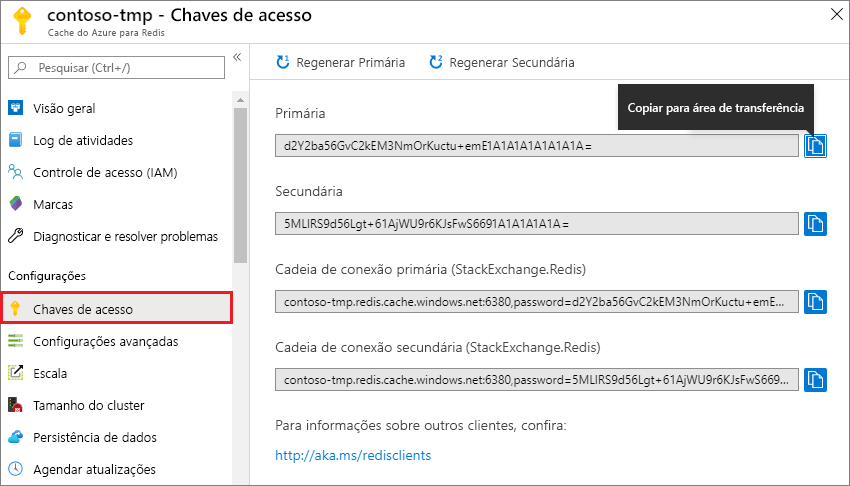 contoso-tmp - Chaves de acesso
Cache do Azure para Redis
Pesquisar (Ctrl+/)
Visão geral
Log de atividades
Controle de acesso (IAM)
Marcas
Diagnosticar e resolver problemas
Configurações
Chaves de acesso
Configurações avançadas
Escala
Tamanho do cluster
Persistência de dados
Agendar atualizações
Regenerar Primária
Regenerar Secundária
Copiar para área de transferência
Primária
d2Y2ba56GvC2kEM3NmOrKuctu+emE1A1A1A1A1A1A1A=
Secundária
5MLIRS9d56Lgt+61AjWU9r6KJsFwS6691A1A1A1A1A=
Cadeia de conexão primária (StackExchange.Redis)
contoso-tmp.redis.cache.windows.net:6380,password=d2Y2ba56GvC2kEM3NmOrKuctu+emE...
Cadeia de conexão secundária (StackExchange.Redis)
contoso-tmp.redis.cache.windows.net:6380,password=5MLIRS9d56Lgt+61AjWU9r6KJsFwS669...
Para informações sobre outros clientes, confira:
http://aka.ms/redisclients